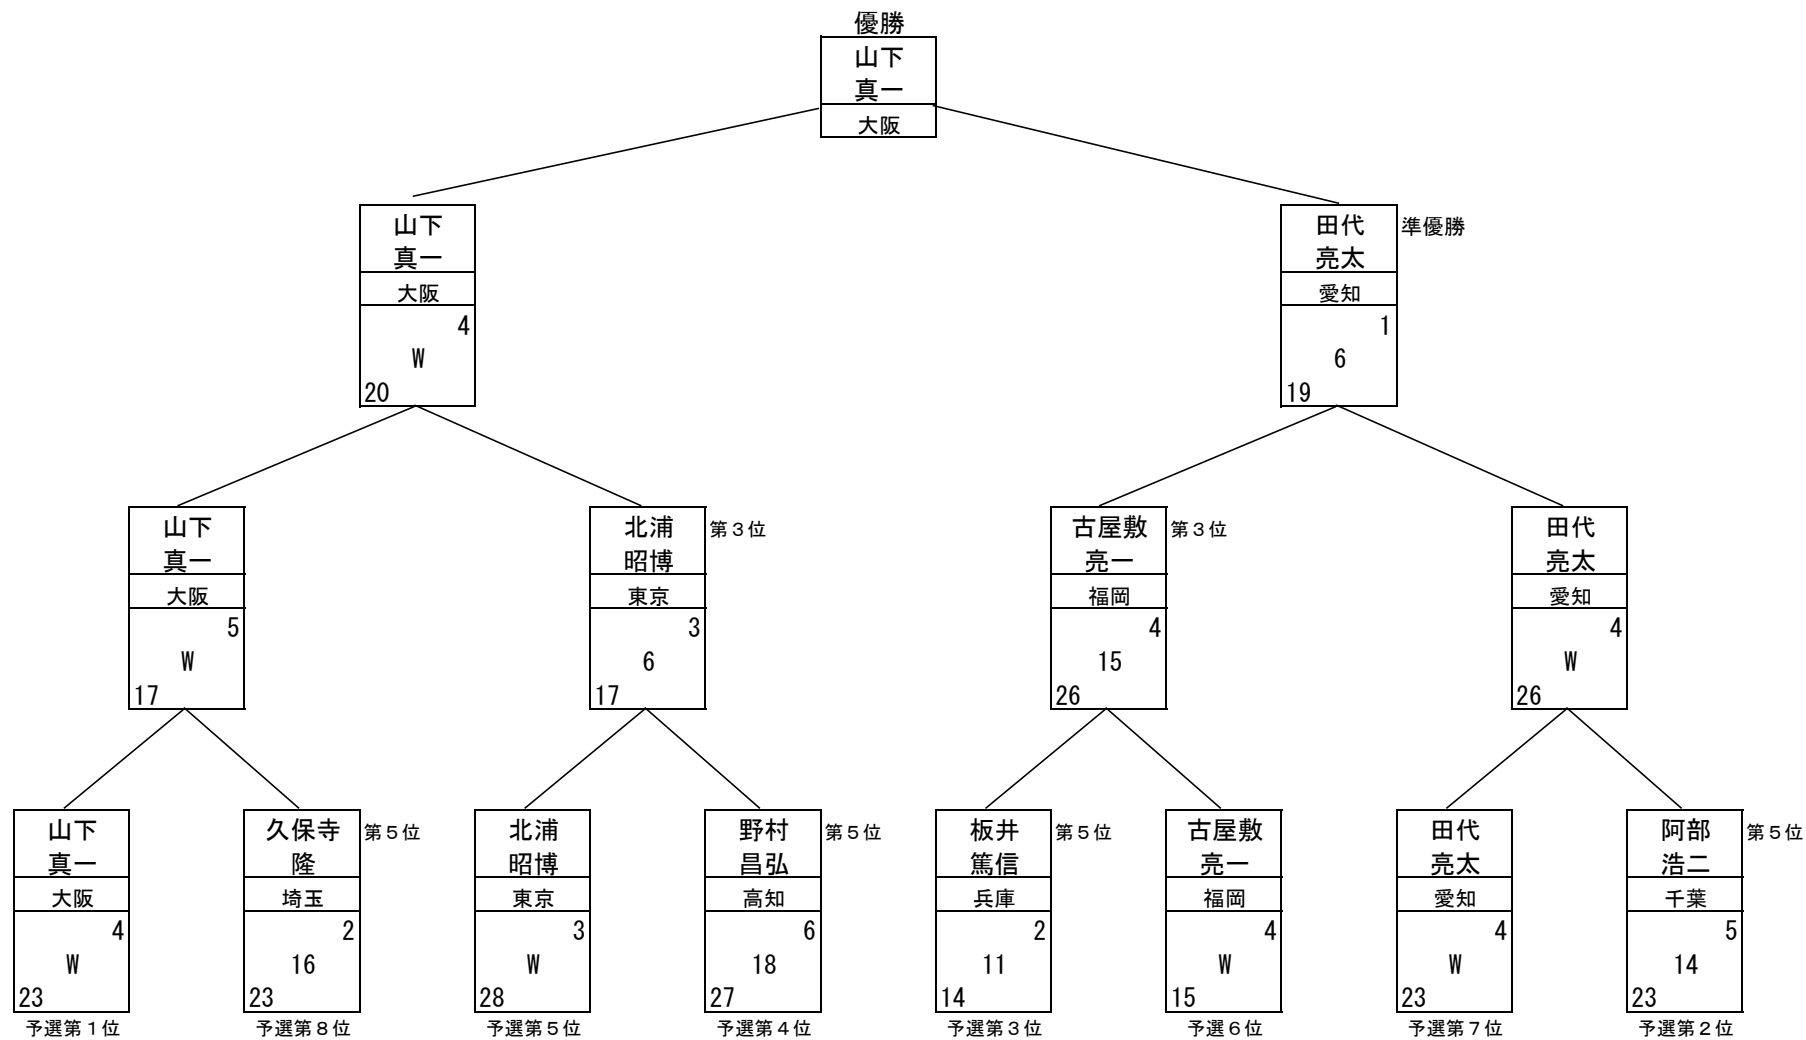 優勝
山下
真一
大阪
山下
真一
大阪
4
W
20
田代
亮太
準優勝
愛知
1
6
19
山下
真一
大阪
5
W
17
北浦
昭博
第３位
東京
3
6
17
古屋敷
亮一
第３位
福岡
4
15
26
田代
亮太
愛知
4
W
26
山下
真一
大阪
4
W
23
予選第１位
久保寺
隆
第５位
埼玉
2
16
23
予選第８位
北浦
昭博
東京
3
W
28
予選第５位
野村
昌弘
第５位
高知
6
18
27
予選第４位
板井
篤信
第５位
兵庫
2
11
14
予選第３位
古屋敷
亮一
福岡
4
W
15
予選６位
田代
亮太
愛知
4
W
23
予選第７位
阿部
浩二
第５位
千葉
5
14
23
予選第２位